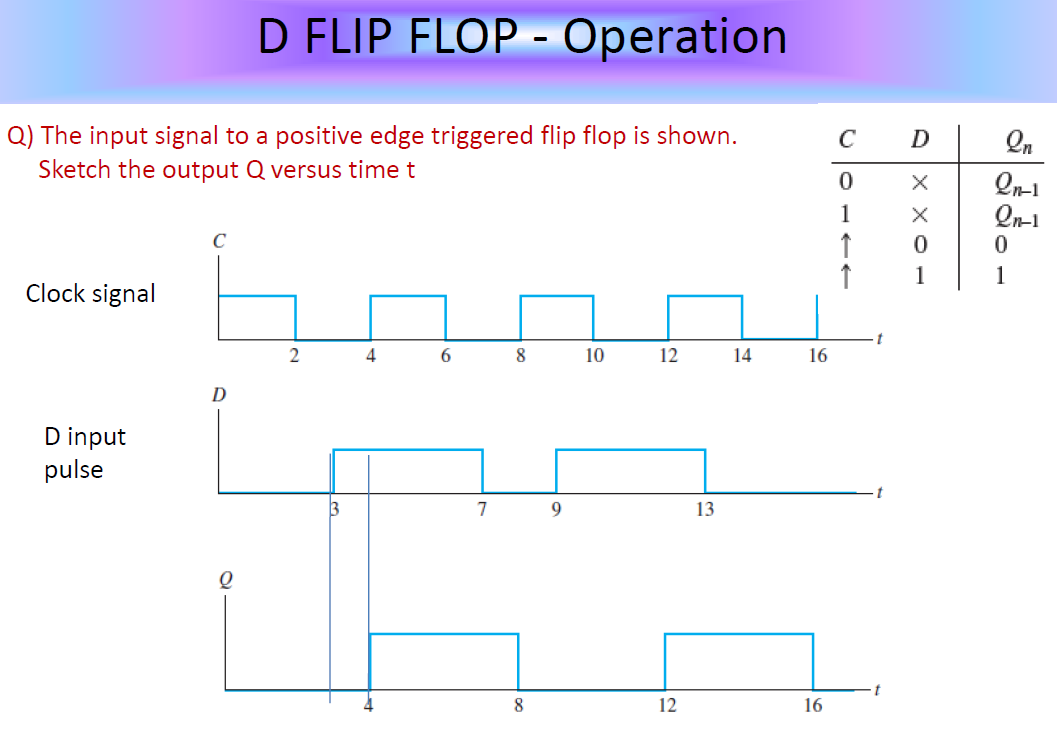 D FLIP FLOP - Operation
Q) The input signal to a positive edge triggered flip flop is shown.
Sketch the output Q versus time t
C D Qn
0 × Qn–1
1 × Qn–1
↑ 0 0
↑ 1 1
C
Clock signal
t
2 4 6 8 10 12 14 16
D
D input
pulse
t
3 7 9 13
Q
t
4 8 12 16